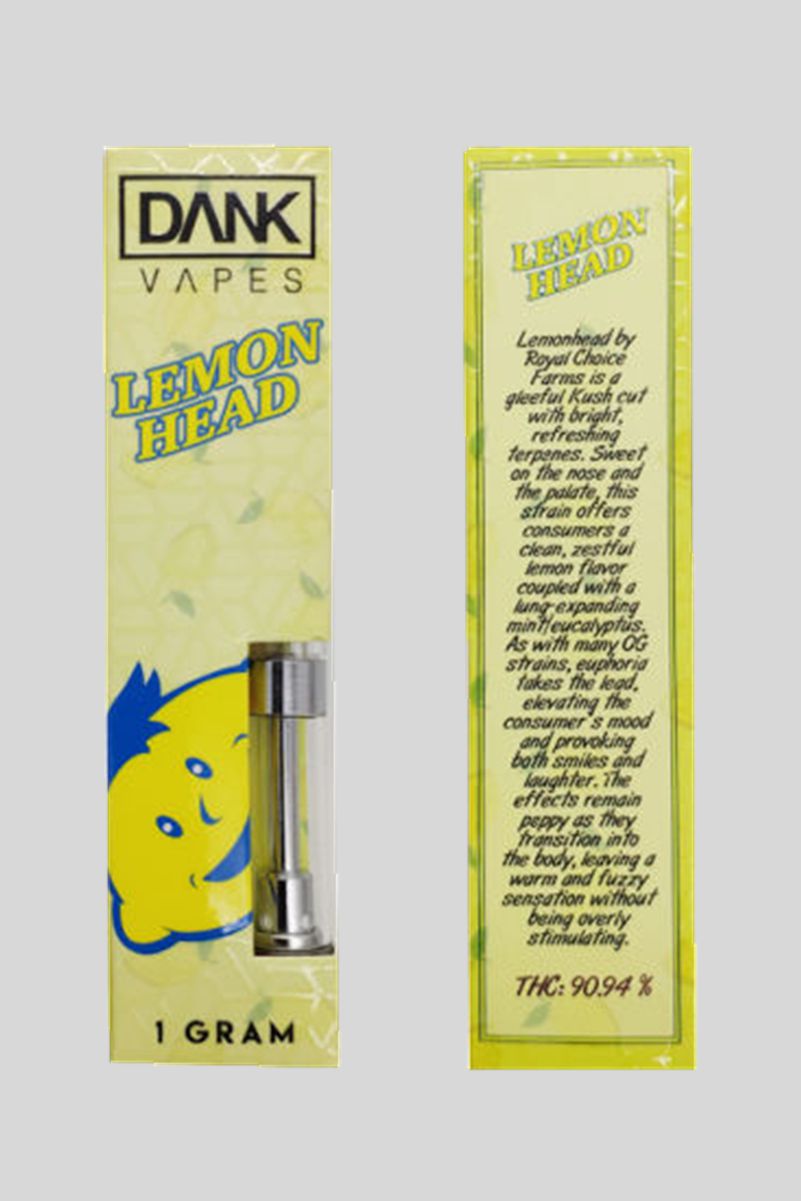 DANK
VAPES
LEMON
HEAD
1 GRAM
LEMON
HEAD
Lemonhead by
Royal Choice
Farms is a
gleeful Kush cut
with bright,
refreshing
terpenes. Sweet
on the nose and
the palate, this
strain offers
consumers a
clean, zestful
lemon flavor
coupled with a
lung-expanding
mint/eucalyptus.
As with many OG
strains, euphoria
takes the lead,
elevating the
consumer's mood
and provoking
both smiles and
laughter. The
effects remain
peppy as they
transition into
the body, leaving a
warm and fuzzy
sensation without
being overly
stimulating.
THC: 90.94 %